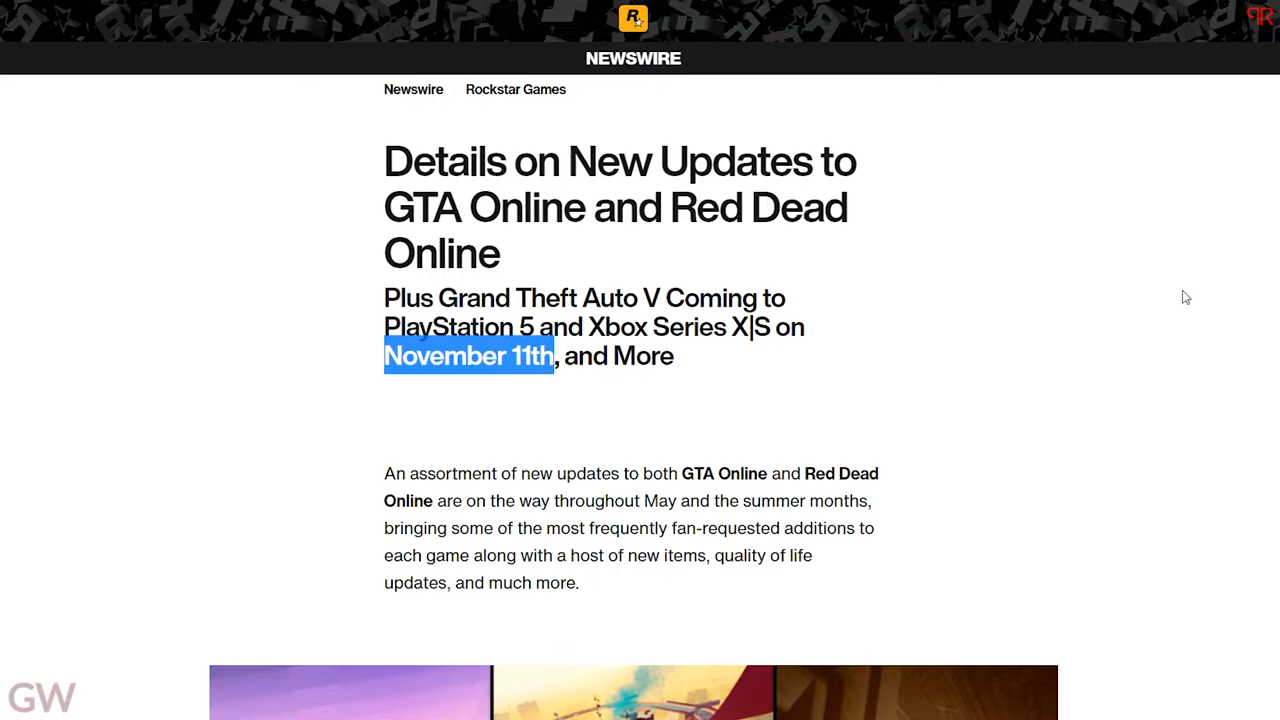 R
NEWSWIRE
Newswire Rockstar Games
Details on New Updates to
GTA Online and Red Dead
Online
Plus Grand Theft Auto V Coming to
PlayStation 5 and Xbox Series X|S on
November 11th, and More
An assortment of new updates to both GTA Online and Red Dead
Online are on the way throughout May and the summer months,
bringing some of the most frequently fan-requested additions to
each game along with a host of new items, quality of life
updates, and much more.
GW